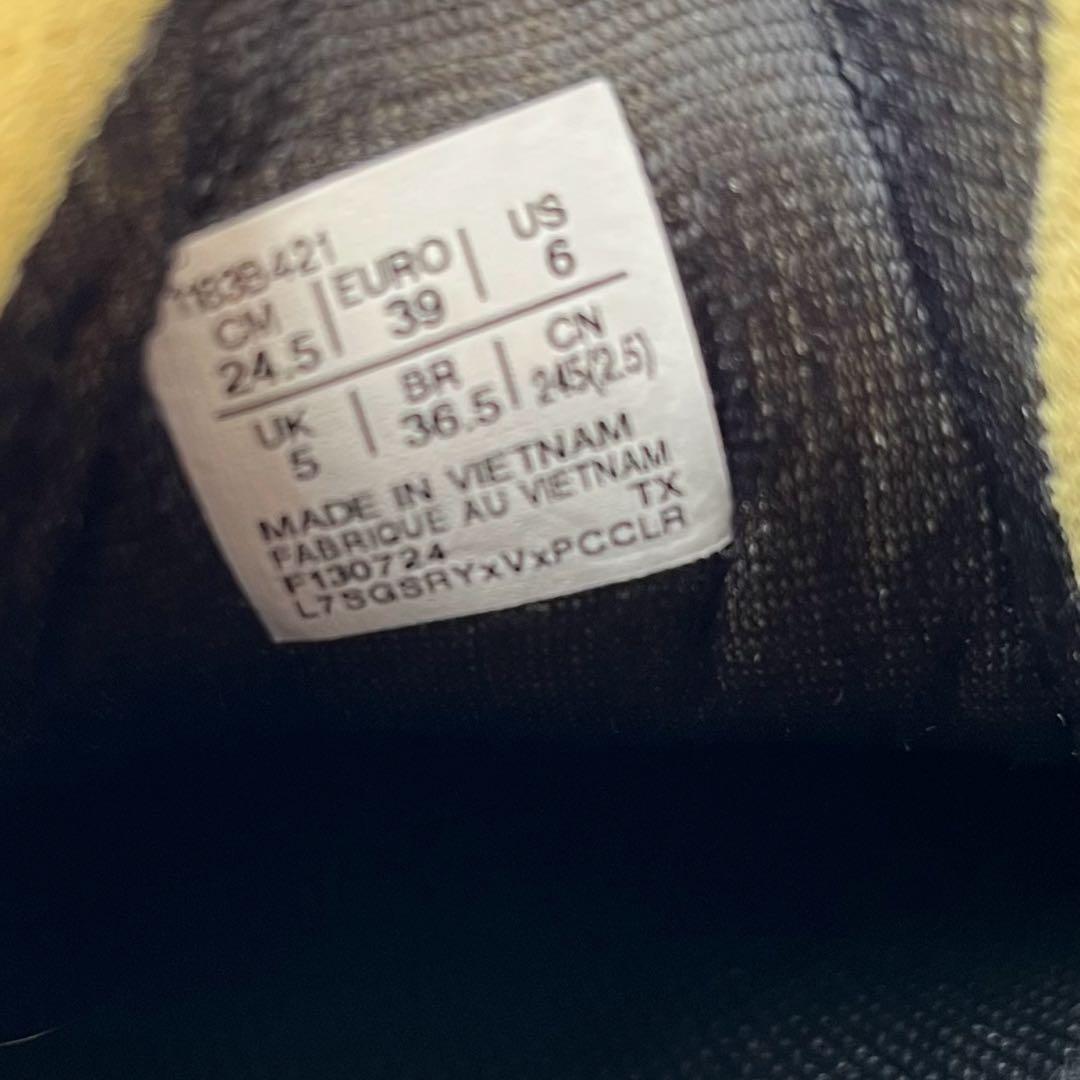 1183B421
CM | EURO | US
24.5 39 6
UK | BR | CN
5 36.5 245(2.5)
MADE IN VIETNAM
FABRIQUE AU VIETNAM
F130724 TX
L7SGSRYxVxPCCLR